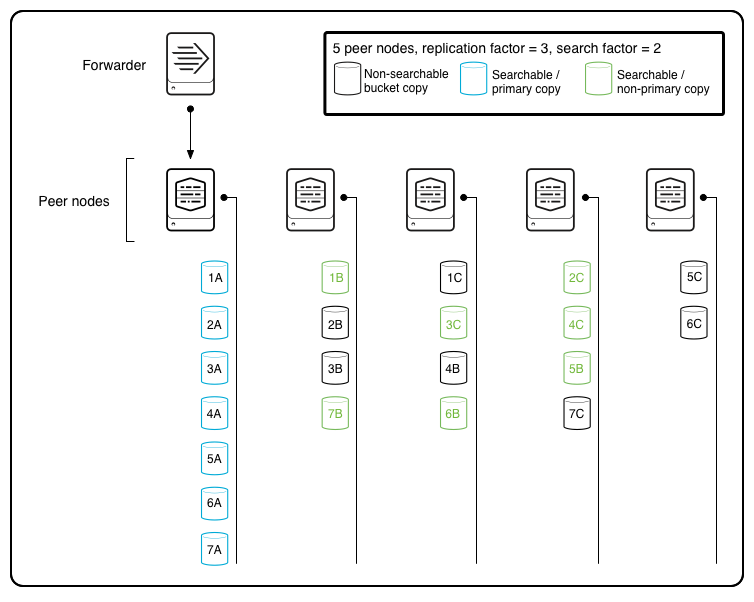 5 peer nodes, replication factor = 3, search factor = 2
Forwarder
Non-searchable
bucket copy
Searchable /
primary copy
Searchable /
non-primary copy
Peer nodes
1A
1B
1C
2C
5C
2A
2B
3C
4C
6C
3A
3B
4B
5B
4A
7B
6B
7C
5A
6A
7A